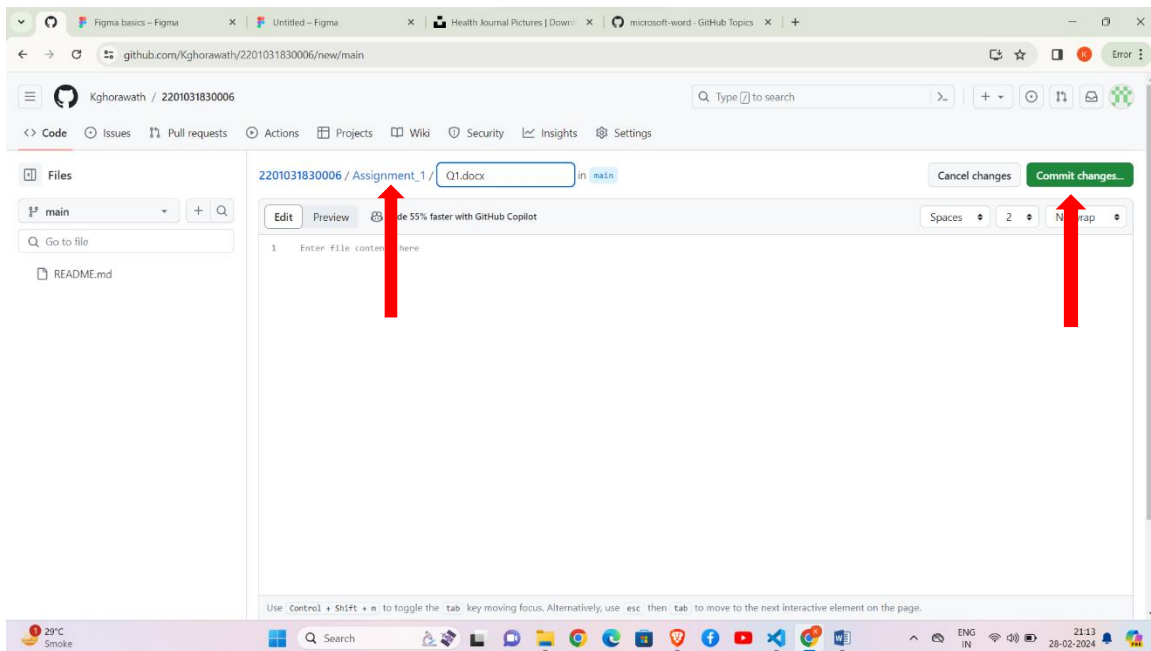 Figma basics – Figma
Untitled – Figma
Health Journal Pictures | Downl
microsoft-word · GitHub Topics
github.com/Kghorawath/2201031830006/new/main
K
Error
Kghorawath / 2201031830006
Type / to search
Code
Issues
Pull requests
Actions
Projects
Wiki
Security
Insights
Settings
Files
2201031830006 / Assignment_1 / Q1.docx in main
Cancel changes
Commit changes...
main
Edit
Preview
de 55% faster with GitHub Copilot
Spaces
2
Go to file
1 Enter file here
README.md
Use Control + Shift + m to toggle the tab key moving focus. Alternatively, use esc then tab to move to the next interactive element on the page.
1
29°C
Smoke
Search
ENG
IN
21:13
28-02-2024